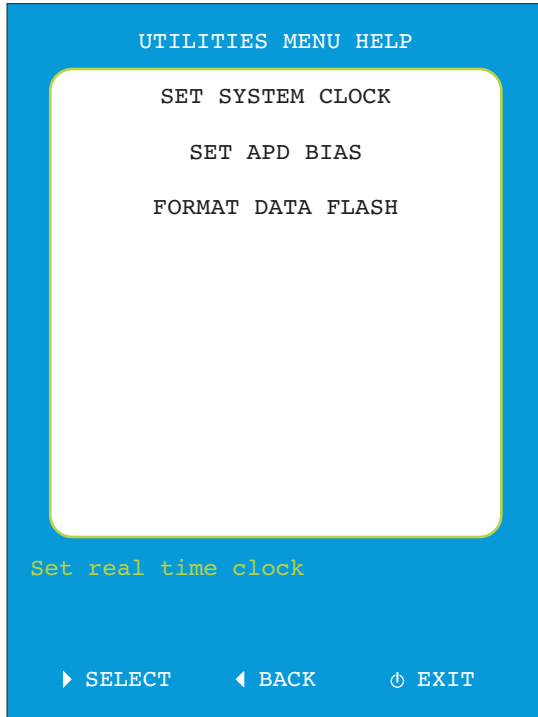 UTILITIES MENU HELP
SET SYSTEM CLOCK
SET APD BIAS
FORMAT DATA FLASH
Set real time clock
SELECT BACK EXIT